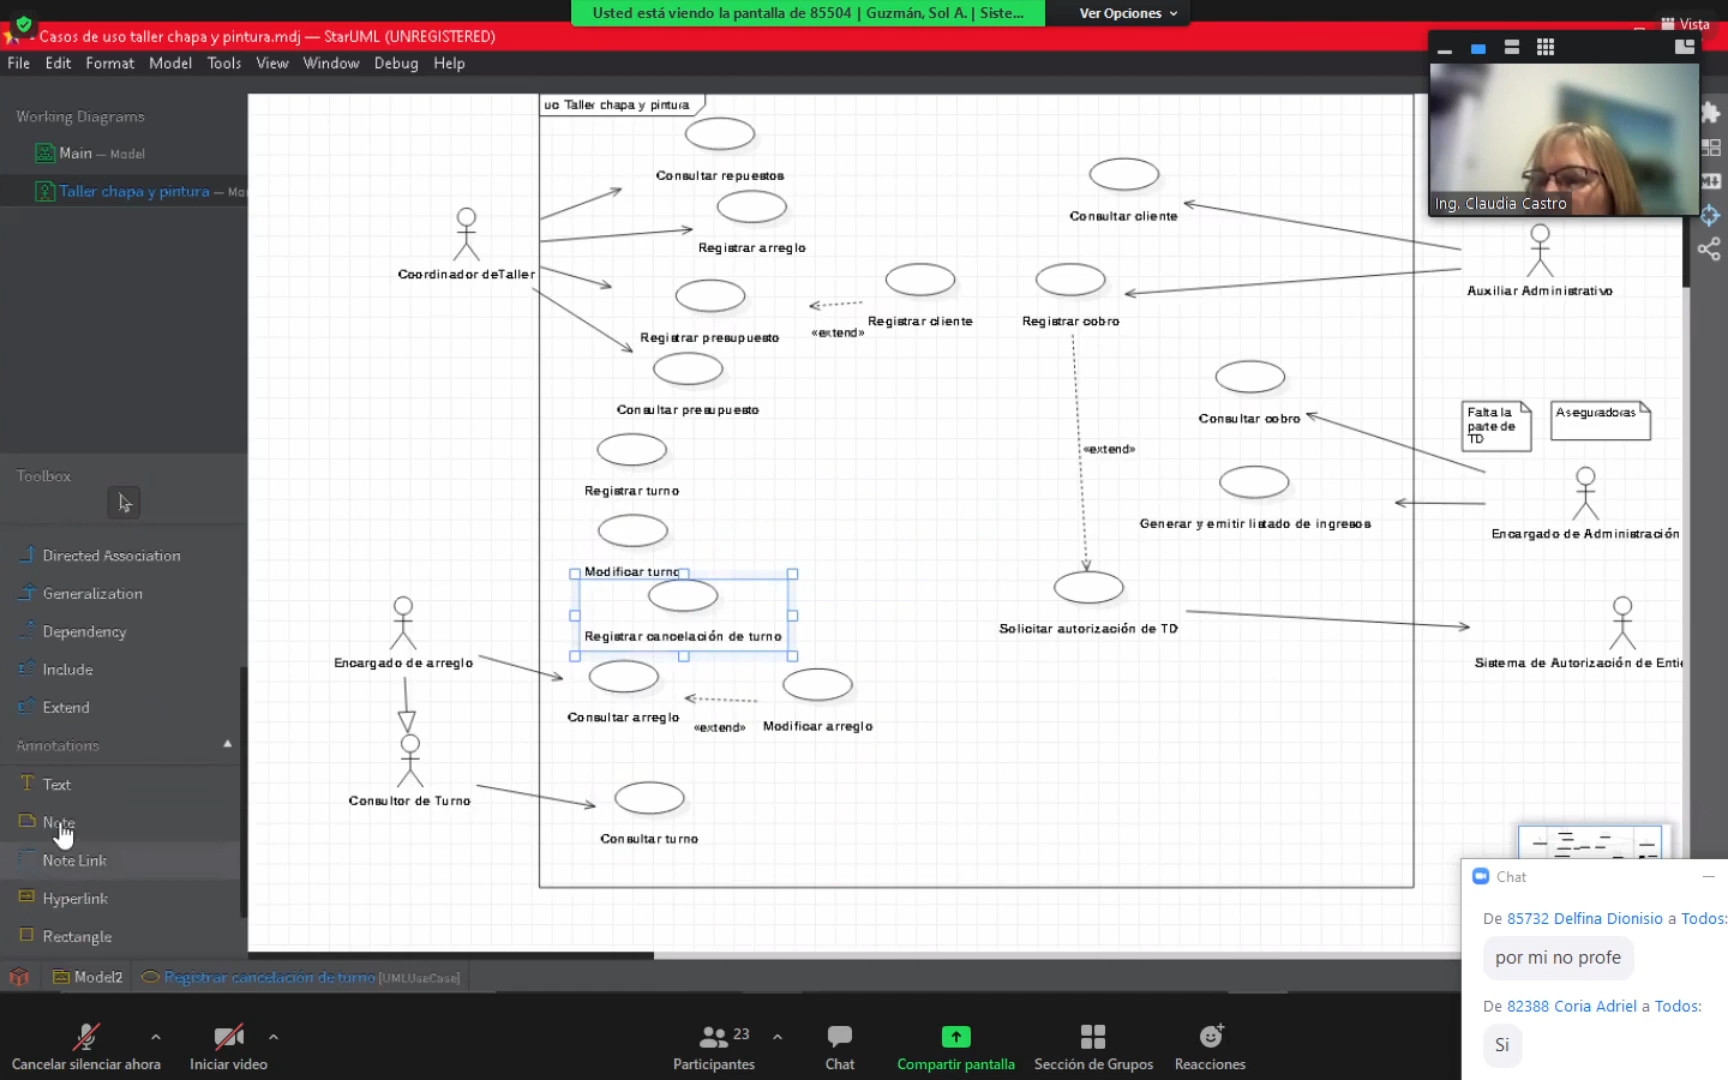 Usted está viendo la pantalla de 85504 | Guzmán, Sol A. | Siste...
Ver Opciones
Vista
Casos de uso taller chapa y pintura.mdj — StarUML (UNREGISTERED)
File Edit Format Model Tools View Window Debug Help
Working Diagrams
Main — Model
Taller chapa y pintura — Mo
Toolbox
Directed Association
Generalization
Dependency
Include
Extend
Annotations
Text
Note
Note Link
Hyperlink
Rectangle
uc Taller chapa y pintura
Consultar repuestos
Registrar arreglo
Coordinador deTaller
Registrar presupuesto
«extend»
Registrar cliente
Consultar presupuesto
Registrar turno
Modificar turno
Registrar cancelación de turno
Encargado de arreglo
Consultar arreglo
«extend»
Modificar arreglo
Consultor de Turno
Consultar turno
Consultar cliente
Registrar cobro
Auxiliar Administrativo
Consultar cobro
«extend»
Generar y emitir listado de ingresos
Falta la
parte de
TD
Aseguradoras
Encargado de Administración
Solicitar autorización de TD
Sistema de Autorización de Enti
Ing. Claudia Castro
Model2
Registrar cancelación de turno [UMLUseCase]
Chat
De 85732 Delfina Dionisio a Todos:
por mi no profe
De 82388 Coria Adriel a Todos:
Si
Cancelar silenciar ahora
Iniciar video
23
Participantes
Chat
Compartir pantalla
Sección de Grupos
Reacciones